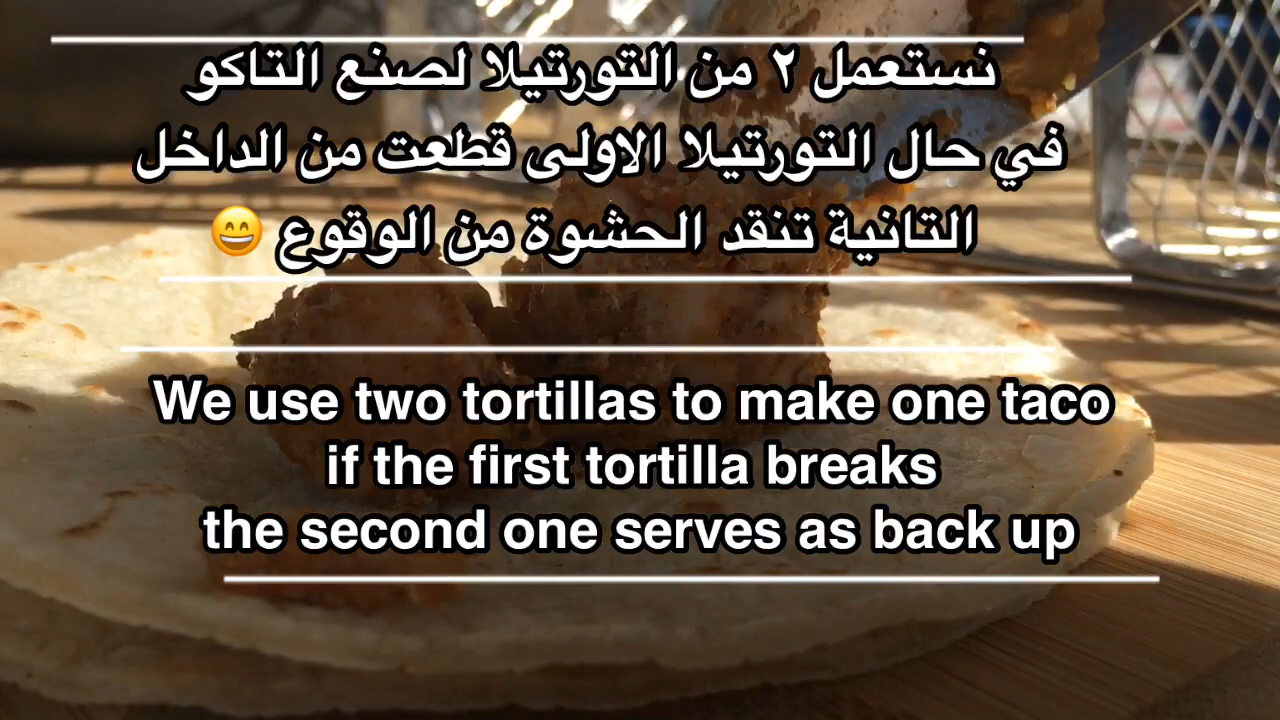 نستعمل ٢ من التورتيلا لصنع التاكو
في حال التورتيلا الاولى قطعت من الداخل
التانية تنقد الحشوة من الوقوع 😄
We use two tortillas to make one taco
if the first tortilla breaks
the second one serves as back up